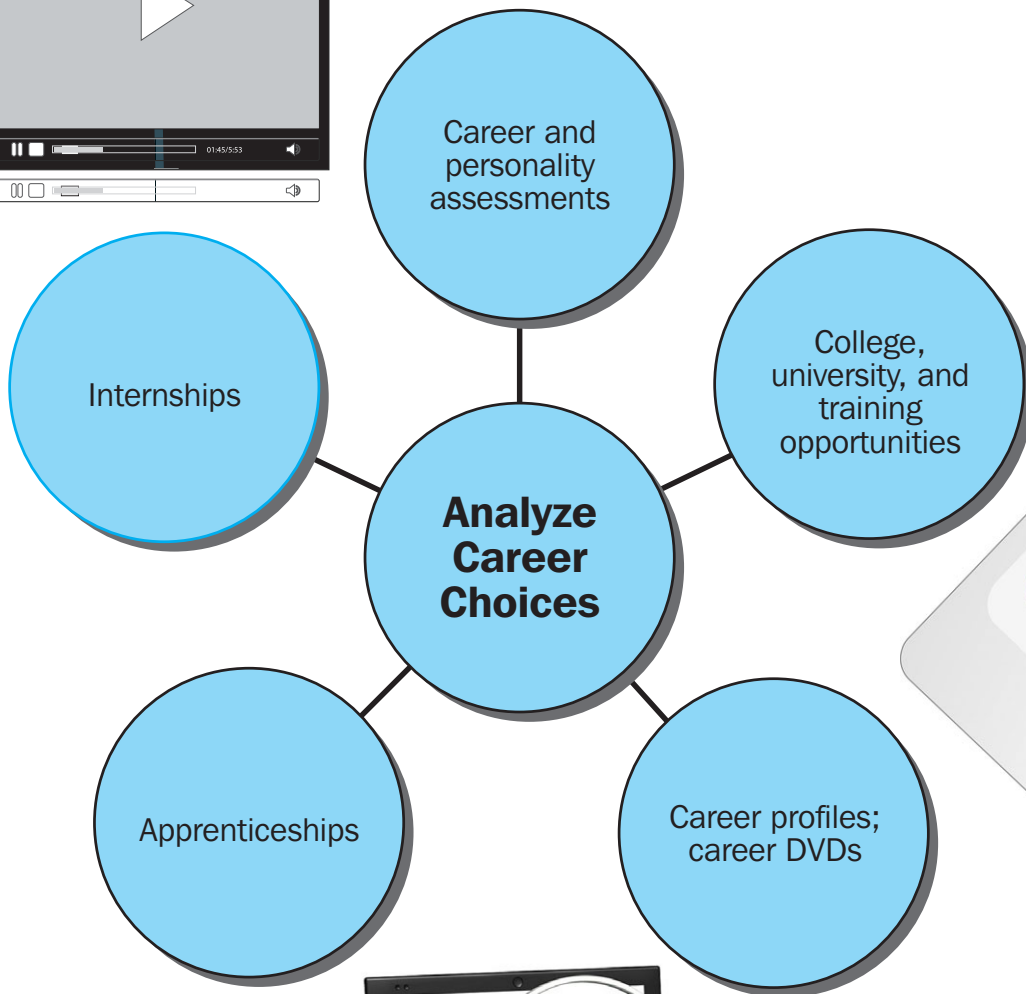 01:45/5:53
Career and
personality
assessments
College,
university, and
training
opportunities
Internships
Analyze
Career
Choices
Apprenticeships
Career profiles;
career DVDs